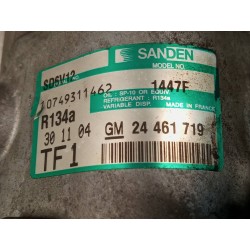 SANDEN
SD6V12
MODEL NO.
1447F
10749311462
OIL : SP-10 OR EQUIV.
REFRIGERANT : R134a
VARIABLE DISP. MADE IN FRANCE
R134a
30 11 04
GM 24 461 719
TF1